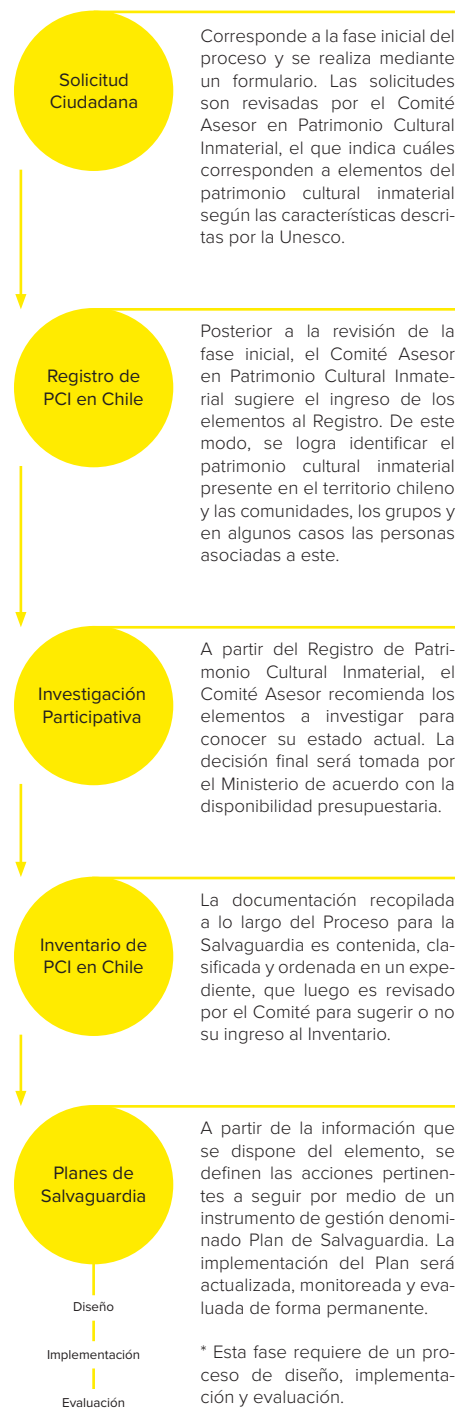 Solicitud
Ciudadana
Corresponde a la fase inicial del
proceso y se realiza mediante
un formulario. Las solicitudes
son revisadas por el Comité
Asesor en Patrimonio Cultural
Inmaterial, el que indica cuáles
corresponden a elementos del
patrimonio cultural inmaterial
según las características descri-
tas por la Unesco.
Registro de
PCI en Chile
Posterior a la revisión de la
fase inicial, el Comité Asesor
en Patrimonio Cultural Inmate-
rial sugiere el ingreso de los
elementos al Registro. De este
modo, se logra identificar el
patrimonio cultural inmaterial
presente en el territorio chileno
y las comunidades, los grupos y
en algunos casos las personas
asociadas a este.
Investigación
Participativa
A partir del Registro de Patri-
monio Cultural Inmaterial, el
Comité Asesor recomienda los
elementos a investigar para
conocer su estado actual. La
decisión final será tomada por
el Ministerio de acuerdo con la
disponibilidad presupuestaria.
Inventario de
PCI en Chile
La documentación recopilada
a lo largo del Proceso para la
Salvaguardia es contenida, cla-
sificada y ordenada en un expe-
diente, que luego es revisado
por el Comité para sugerir o no
su ingreso al Inventario.
Planes de
Salvaguardia
A partir de la información que
se dispone del elemento, se
definen las acciones pertinen-
tes a seguir por medio de un
instrumento de gestión denomi-
nado Plan de Salvaguardia. La
implementación del Plan será
actualizada, monitoreada y eva-
luada de forma permanente.
* Esta fase requiere de un pro-
ceso de diseño, implementa-
ción y evaluación.
Diseño
Implementación
Evaluación